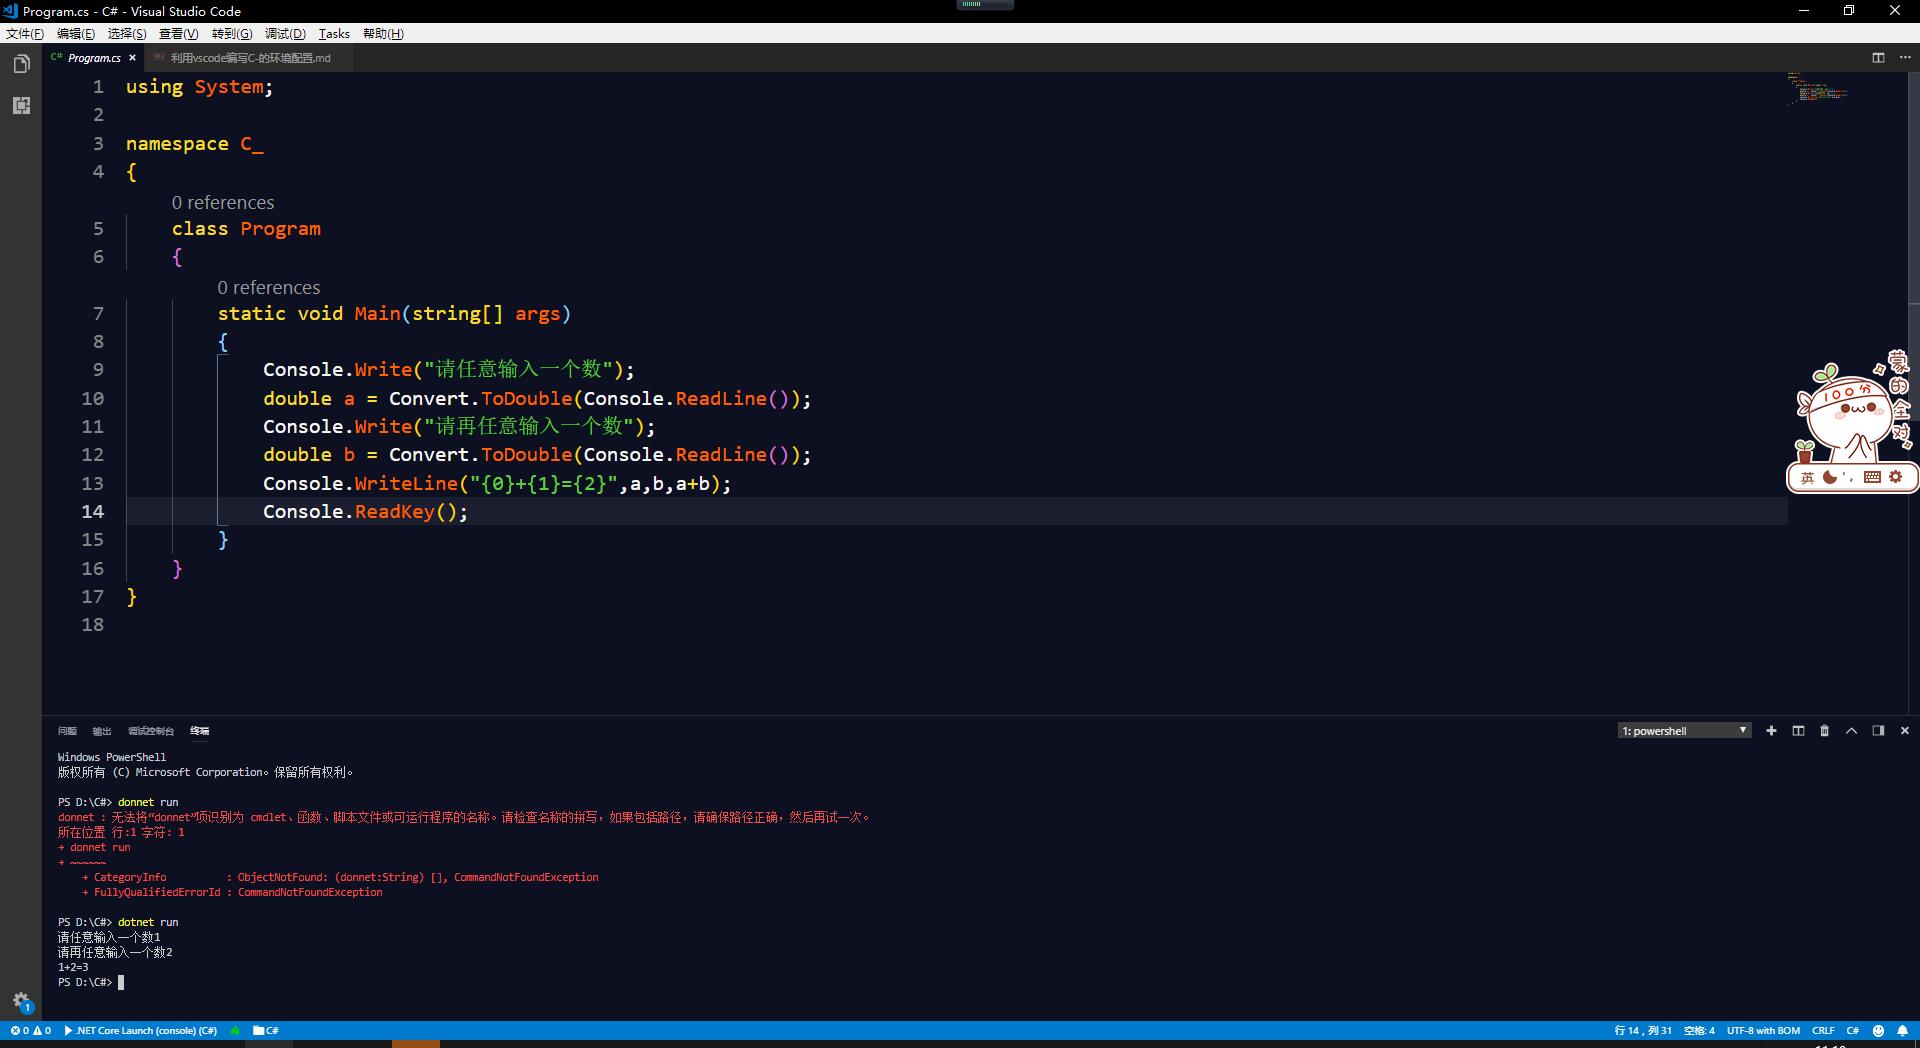 Program.cs - C# - Visual Studio Code
文件(F) 编辑(E) 选择(S) 查看(V) 转到(G) 调试(D) Tasks 帮助(H)
C# Program.cs × 利用vscode编写C-的环境配置.md
1 using System;
2
3 namespace C_
4 {
0 references
5 class Program
6 {
0 references
7 static void Main(string[] args)
8 {
9 Console.Write("请任意输入一个数");
10 double a = Convert.ToDouble(Console.ReadLine());
11 Console.Write("请再任意输入一个数");
12 double b = Convert.ToDouble(Console.ReadLine());
13 Console.WriteLine("{0}+{1}={2}",a,b,a+b);
14 Console.ReadKey();
15 }
16 }
17 }
18
蒙的全对
100分
英
问题 输出 调试控制台 终端
1: powershell
Windows PowerShell
版权所有 (C) Microsoft Corporation。保留所有权利。
PS D:\C#> donnet run
donnet : 无法将“donnet”项识别为 cmdlet、函数、脚本文件或可运行程序的名称。请检查名称的拼写，如果包括路径，请确保路径正确，然后再试一次。
所在位置 行:1 字符: 1
+ donnet run
+ ~~~~~~
+ CategoryInfo : ObjectNotFound: (donnet:String) [], CommandNotFoundException
+ FullyQualifiedErrorId : CommandNotFoundException
PS D:\C#> dotnet run
请任意输入一个数1
请再任意输入一个数2
1+2=3
PS D:\C#>
1
0 0 .NET Core Launch (console) (C#) C#
行 14，列 31 空格: 4 UTF-8 with BOM CRLF C#